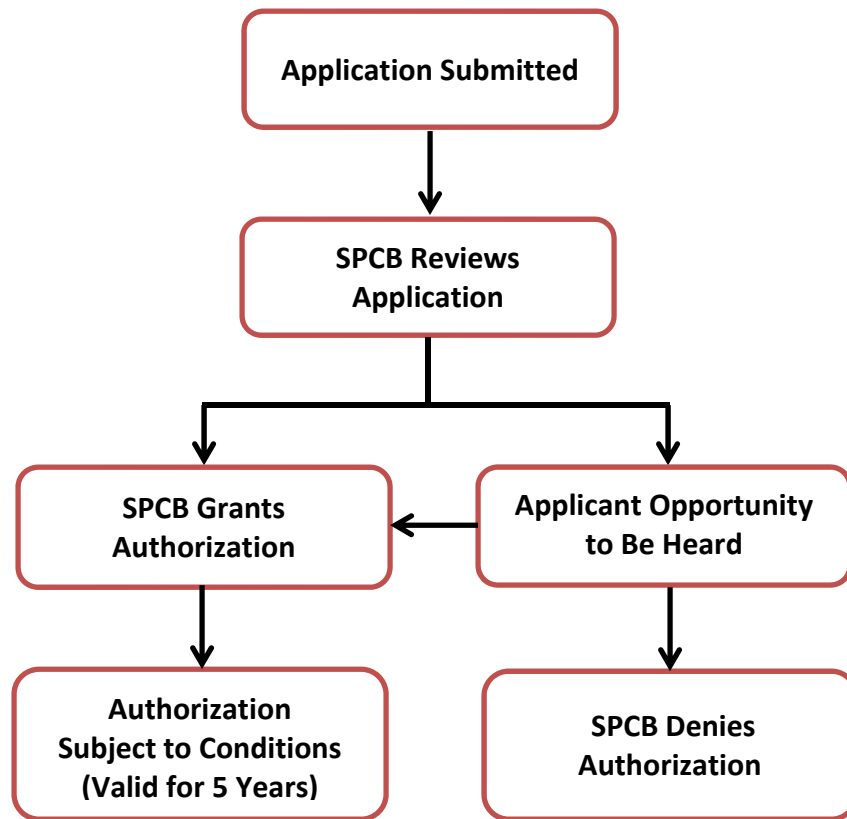 Application Submitted
SPCB Reviews
Application
SPCB Grants
Authorization
Applicant Opportunity
to Be Heard
Authorization
Subject to Conditions
(Valid for 5 Years)
SPCB Denies
Authorization